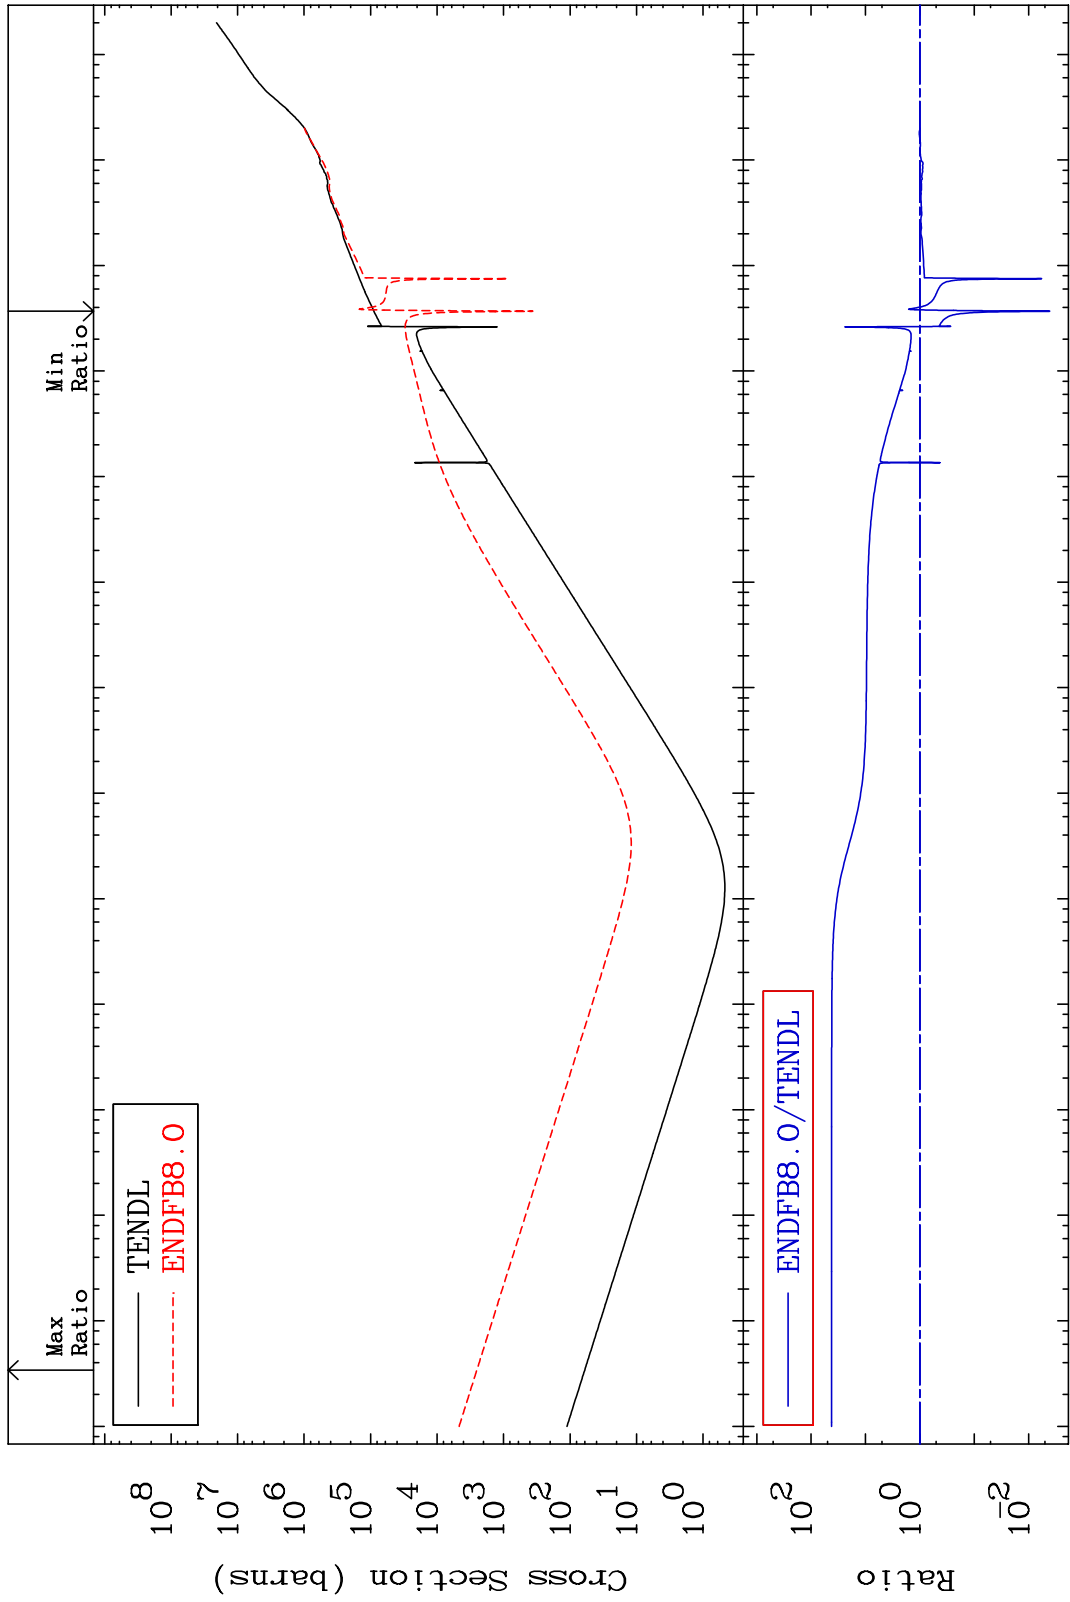 Max
Ratio
Min
Ratio
TENDL
ENDFB8.0
10^8
10^7
10^6
10^5
10^4
10^3
10^2
10^1
10^0
Cross Section (barns)
ENDFB8.0/TENDL
10^2
10^0
10^-2
Ratio